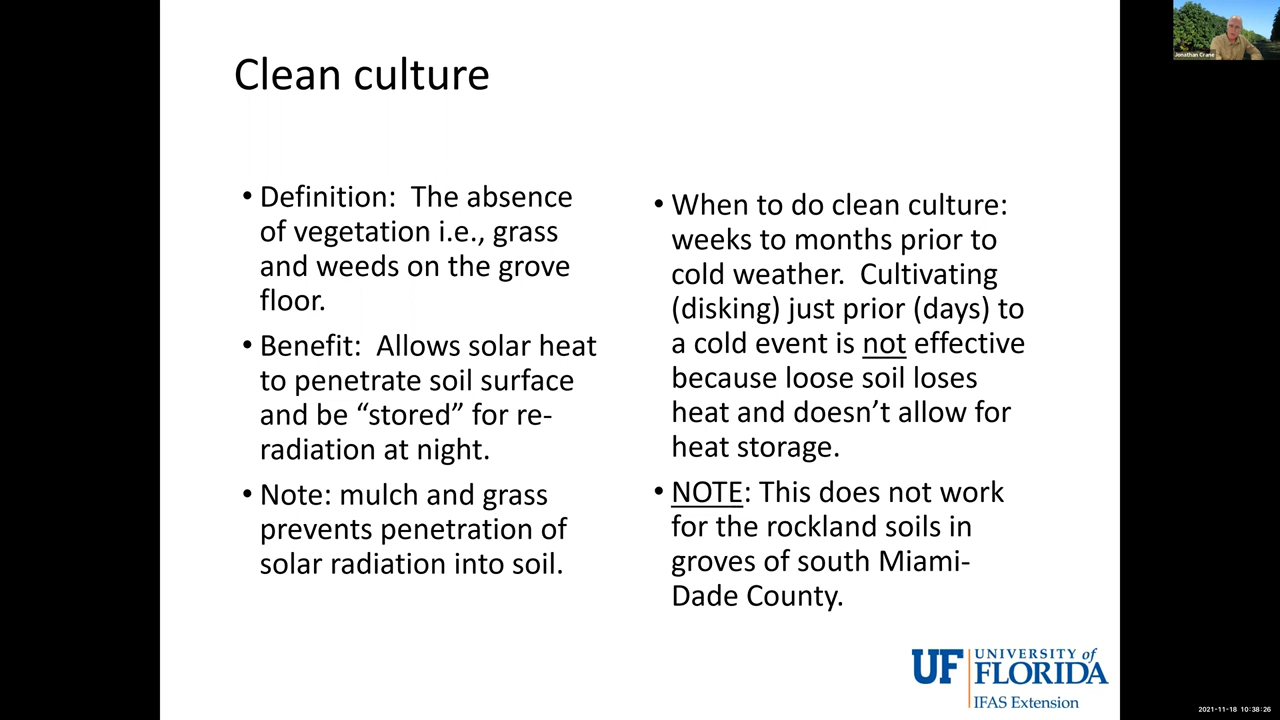 Clean culture
• Definition:  The absence
of vegetation i.e., grass
and weeds on the grove
floor.
• Benefit:  Allows solar heat
to penetrate soil surface
and be “stored” for re-
radiation at night.
• Note: mulch and grass
prevents penetration of
solar radiation into soil.
• When to do clean culture:
weeks to months prior to
cold weather.  Cultivating
(disking) just prior (days) to
a cold event is not effective
because loose soil loses
heat and doesn’t allow for
heat storage.
• NOTE: This does not work
for the rockland soils in
groves of south Miami-
Dade County.
UF UNIVERSITY of
FLORIDA
IFAS Extension
Jonathan Crane
2021-11-18 10:38:26